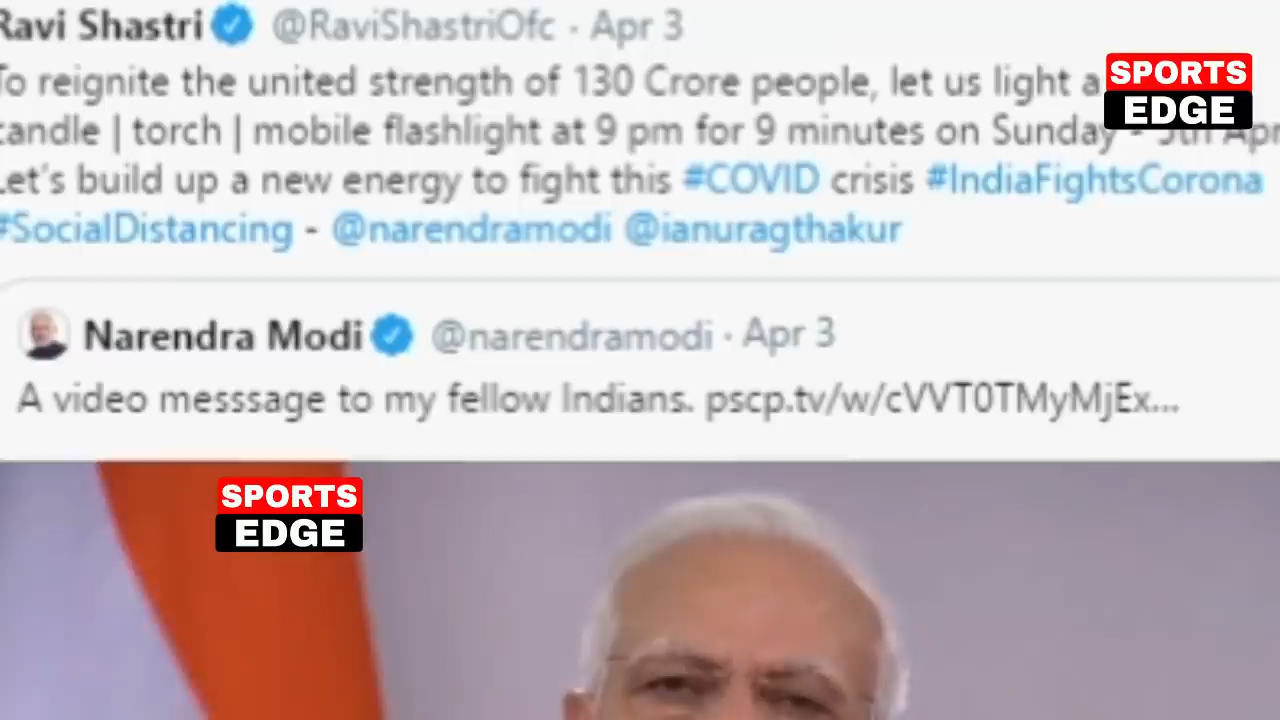 Ravi Shastri @RaviShastriOfc · Apr 3
To reignite the united strength of 130 Crore people, let us light a
candle | torch | mobile flashlight at 9 pm for 9 minutes on Sunday - 5th Apr
Let's build up a new energy to fight this #COVID crisis #IndiaFightsCorona
#SocialDistancing - @narendramodi @ianuragthakur
SPORTS
EDGE
Narendra Modi @narendramodi · Apr 3
A video messsage to my fellow Indians. pscp.tv/w/cVVT0TMyMjEx...
SPORTS
EDGE